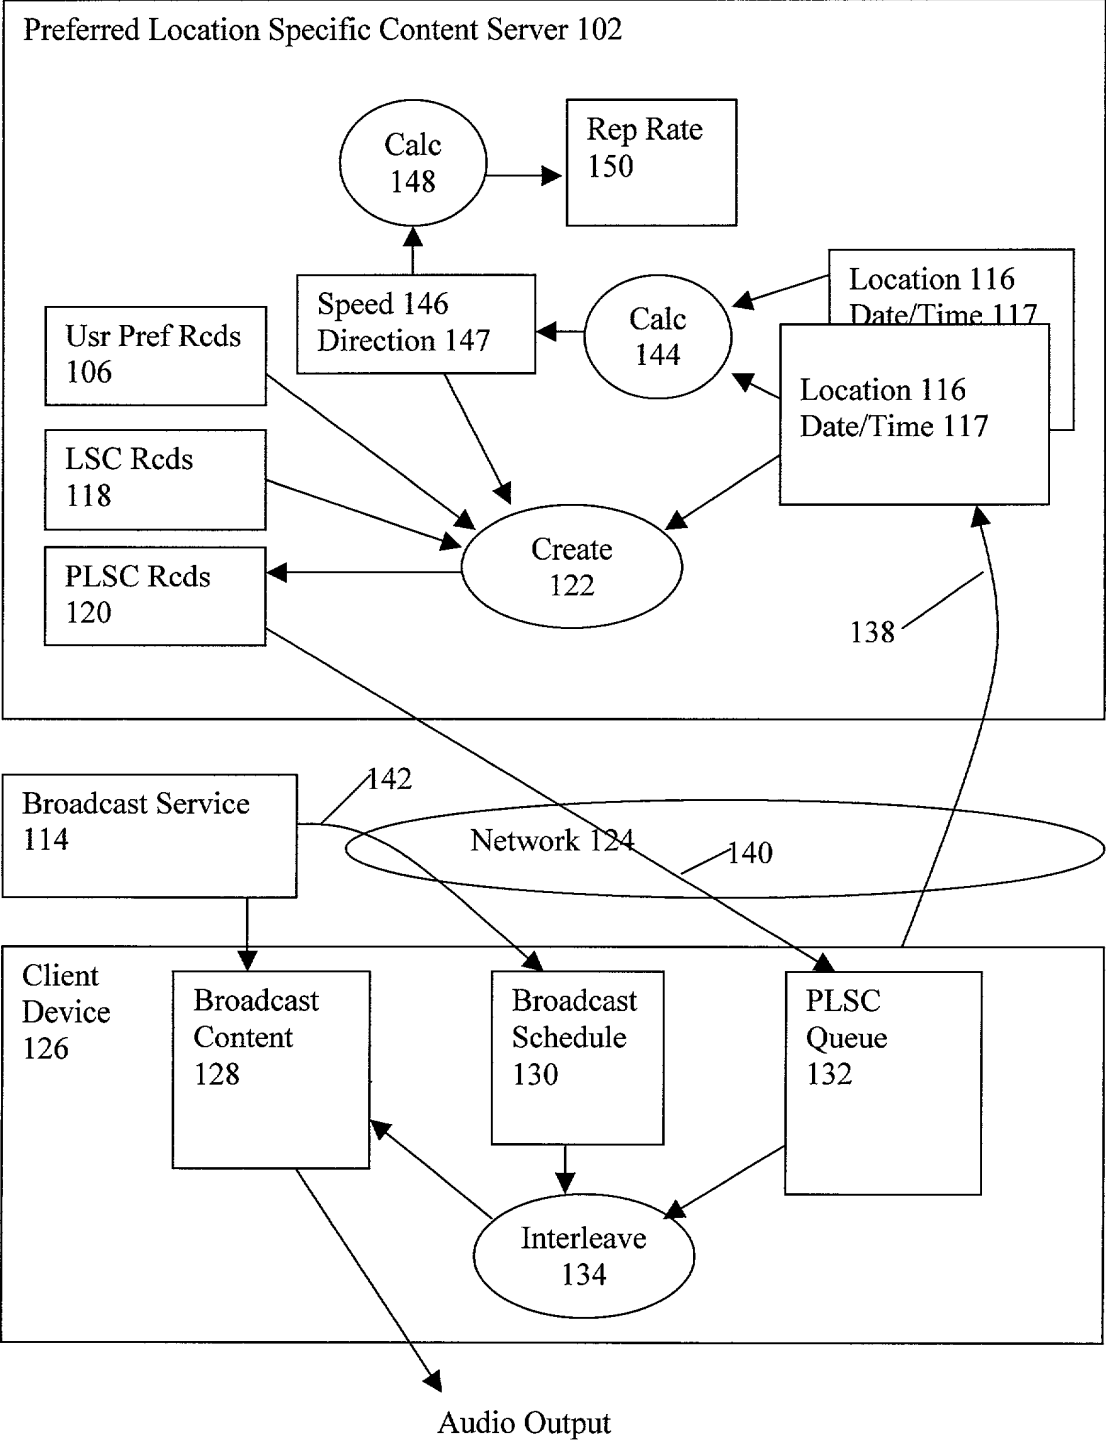 Preferred Location Specific Content Server 102
Calc
148
Rep Rate
150
Location 116
Date/Time 117
Speed 146
Direction 147
Calc
144
Usr Pref Rcds
106
Location 116
Date/Time 117
LSC Rcds
118
Create
122
PLSC Rcds
120
138
Broadcast Service
114
142
Network 124
140
Client
Device
126
Broadcast
Content
128
Broadcast
Schedule
130
PLSC
Queue
132
Interleave
134
Audio Output